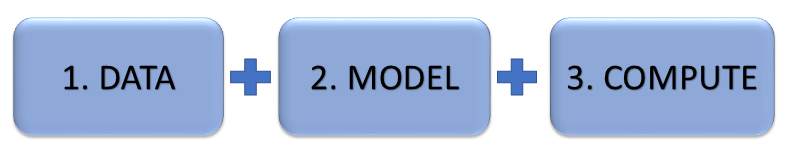 1. DATA
2. MODEL
3. COMPUTE